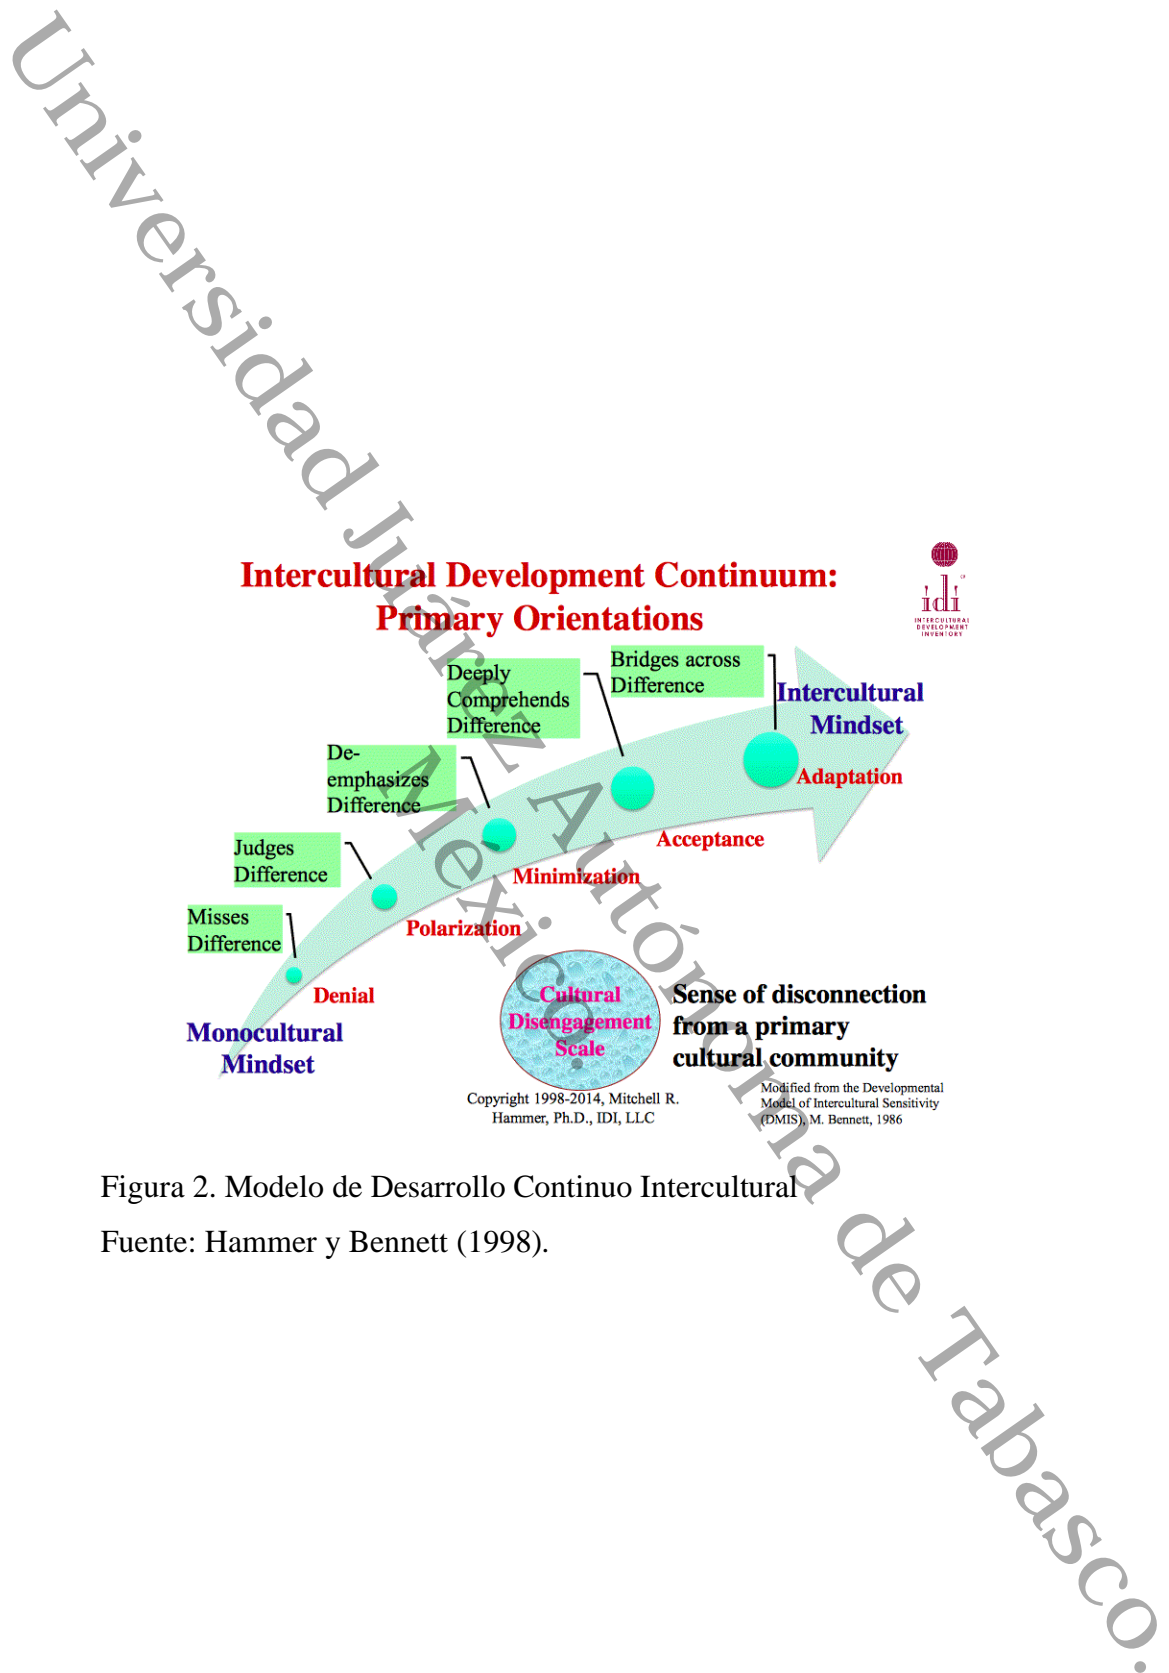 Intercultural Development Continuum:
Primary Orientations
idi
INTERCULTURAL
DEVELOPMENT
INVENTORY
Bridges across
Difference
Deeply
Comprehends
Difference
Intercultural
Mindset
De-
emphasizes
Difference
Adaptation
Acceptance
Judges
Difference
Minimization
Misses
Difference
Polarization
Denial
Monocultural
Mindset
Cultural
Disengagement
Scale
Sense of disconnection
from a primary
cultural community
Copyright 1998-2014, Mitchell R.
Hammer, Ph.D., IDI, LLC
Modified from the Developmental
Model of Intercultural Sensitivity
(DMIS), M. Bennett, 1986
Figura 2. Modelo de Desarrollo Continuo Intercultural
Fuente: Hammer y Bennett (1998).
Universidad Juárez Autónoma de Tabasco.
México.